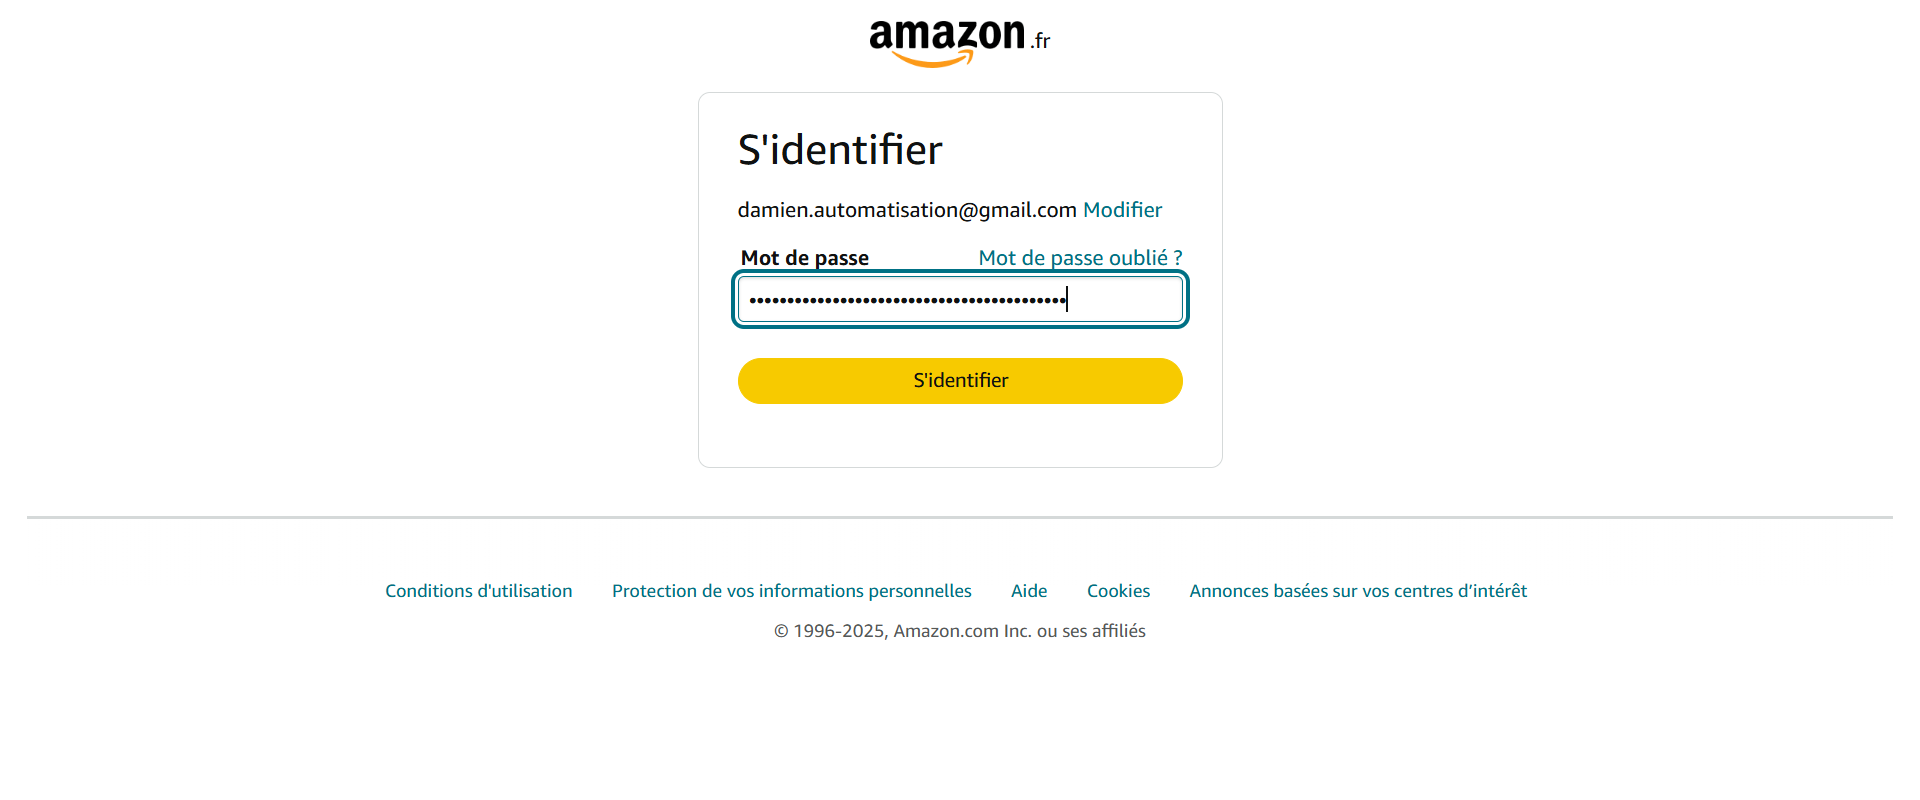 amazon.fr
S'identifier
damien.automatisation@gmail.com Modifier
Mot de passe Mot de passe oublié ?
S'identifier
Conditions d'utilisation Protection de vos informations personnelles Aide Cookies Annonces basées sur vos centres d’intérêt
© 1996-2025, Amazon.com Inc. ou ses affiliés